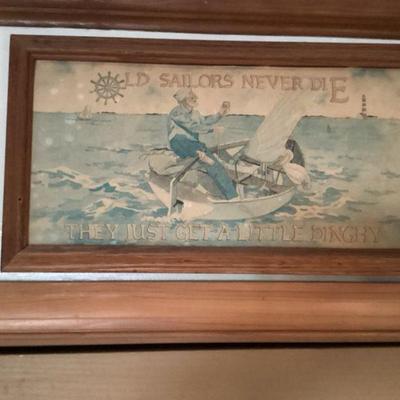 OLD SAILORS NEVER DIE
THEY JUST GET A LITTLE DINGHY